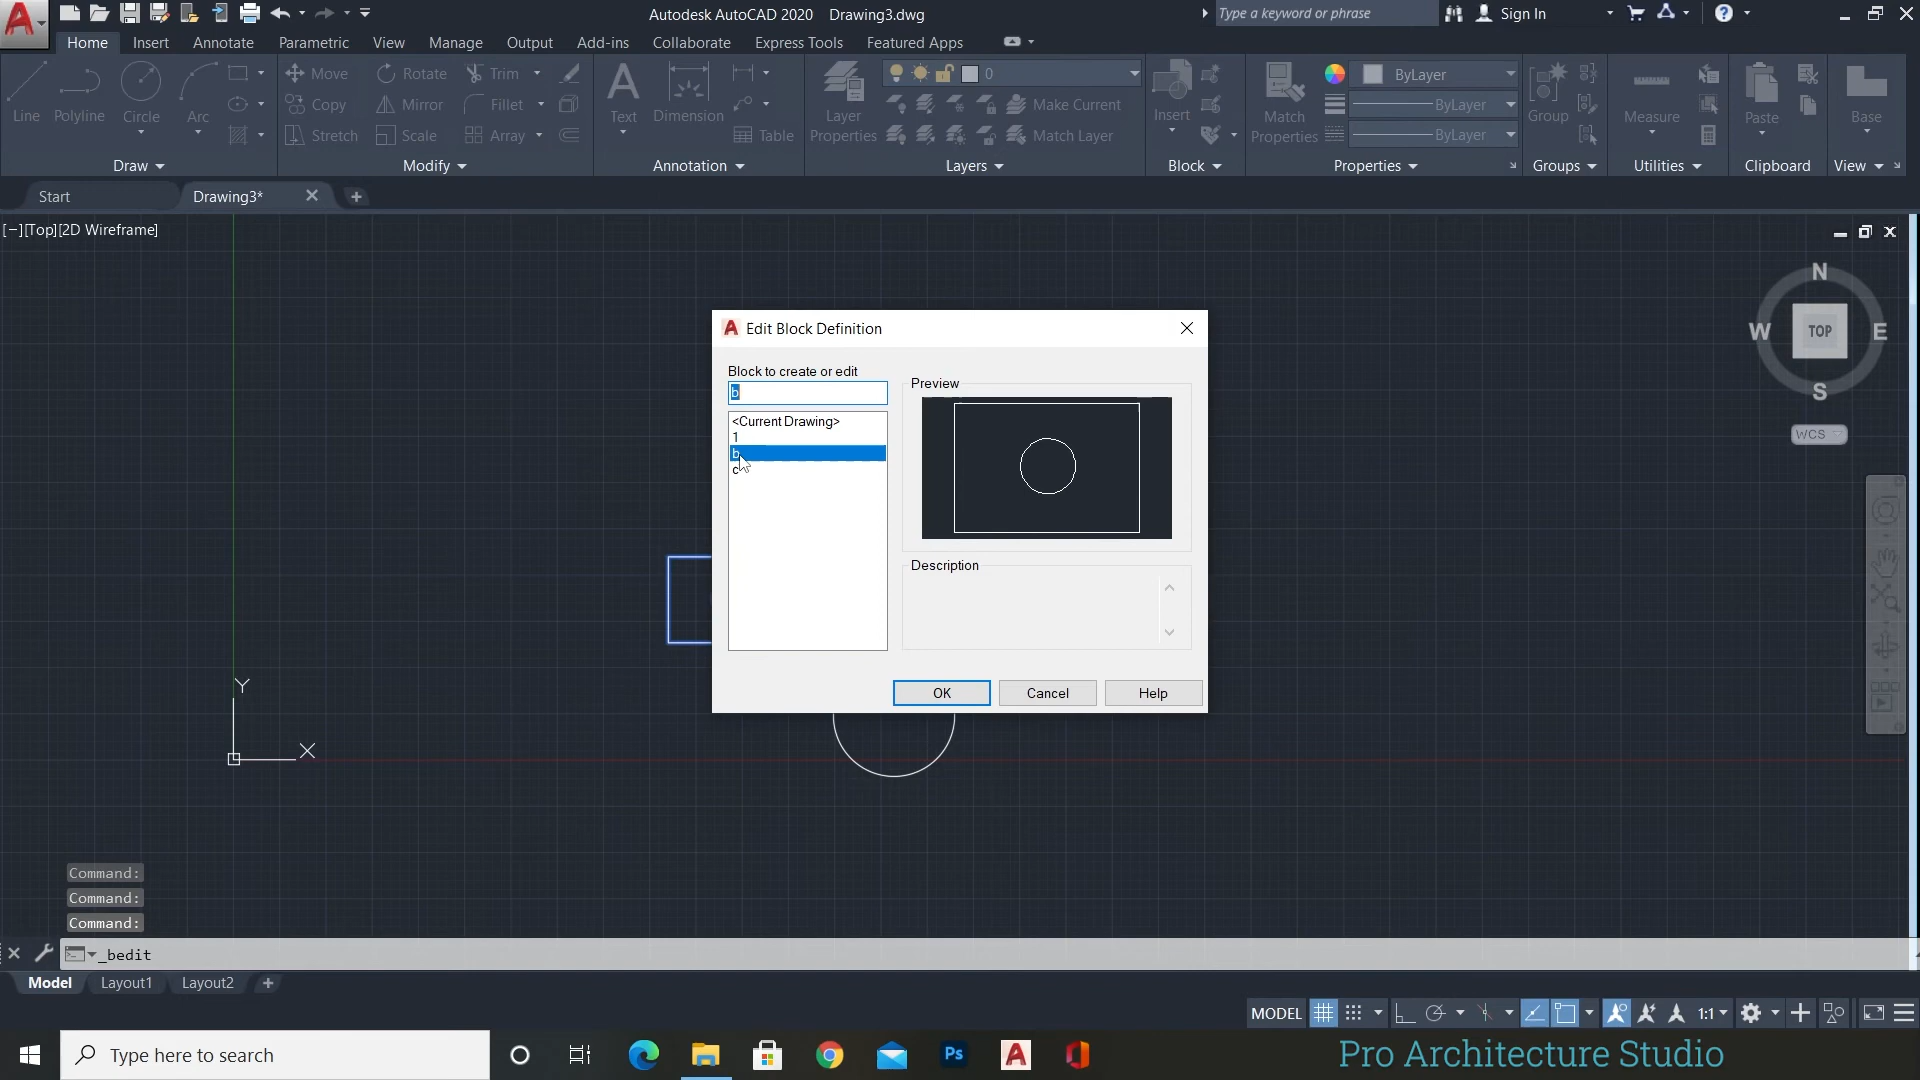 Autodesk AutoCAD 2020 Drawing3.dwg
Type a keyword or phrase
Sign In
Home Insert Annotate Parametric View Manage Output Add-ins Collaborate Express Tools Featured Apps
Line Polyline Circle Arc
Draw
Move Rotate Trim
Copy Mirror Fillet
Stretch Scale Array
Modify
Text Dimension Table
Annotation
Layer Properties
0
Make Current
Match Layer
Layers
Insert
Block
Match Properties
ByLayer
ByLayer
ByLayer
Properties
Group
Groups
Measure
Utilities
Paste
Clipboard
Base
View
Start Drawing3*
[−][Top][2D Wireframe]
N
W TOP E
S
WCS
Edit Block Definition
Block to create or edit
b
<Current Drawing>
1
b
c
Preview
Description
OK Cancel Help
Y
X
Command:
Command:
Command:
_bedit
Model Layout1 Layout2
MODEL 1:1
Type here to search
Ps
Pro Architecture Studio